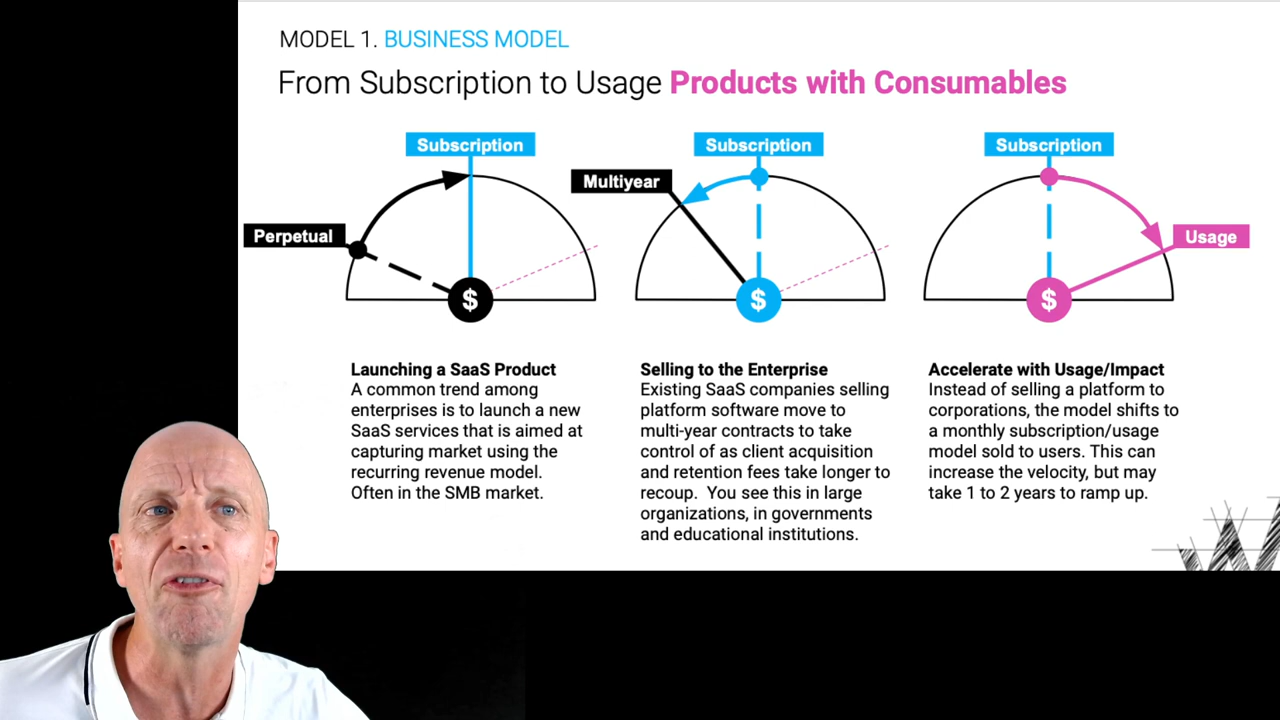 MODEL 1. BUSINESS MODEL
From Subscription to Usage Products with Consumables
Subscription
Perpetual
$
Launching a SaaS Product
A common trend among
enterprises is to launch a new
SaaS services that is aimed at
capturing market using the
recurring revenue model.
Often in the SMB market.
Subscription
Multiyear
$
Selling to the Enterprise
Existing SaaS companies selling
platform software move to
multi-year contracts to take
control of as client acquisition
and retention fees take longer to
recoup. You see this in large
organizations, in governments
and educational institutions.
Subscription
Usage
$
Accelerate with Usage/Impact
Instead of selling a platform to
corporations, the model shifts to
a monthly subscription/usage
model sold to users. This can
increase the velocity, but may
take 1 to 2 years to ramp up.